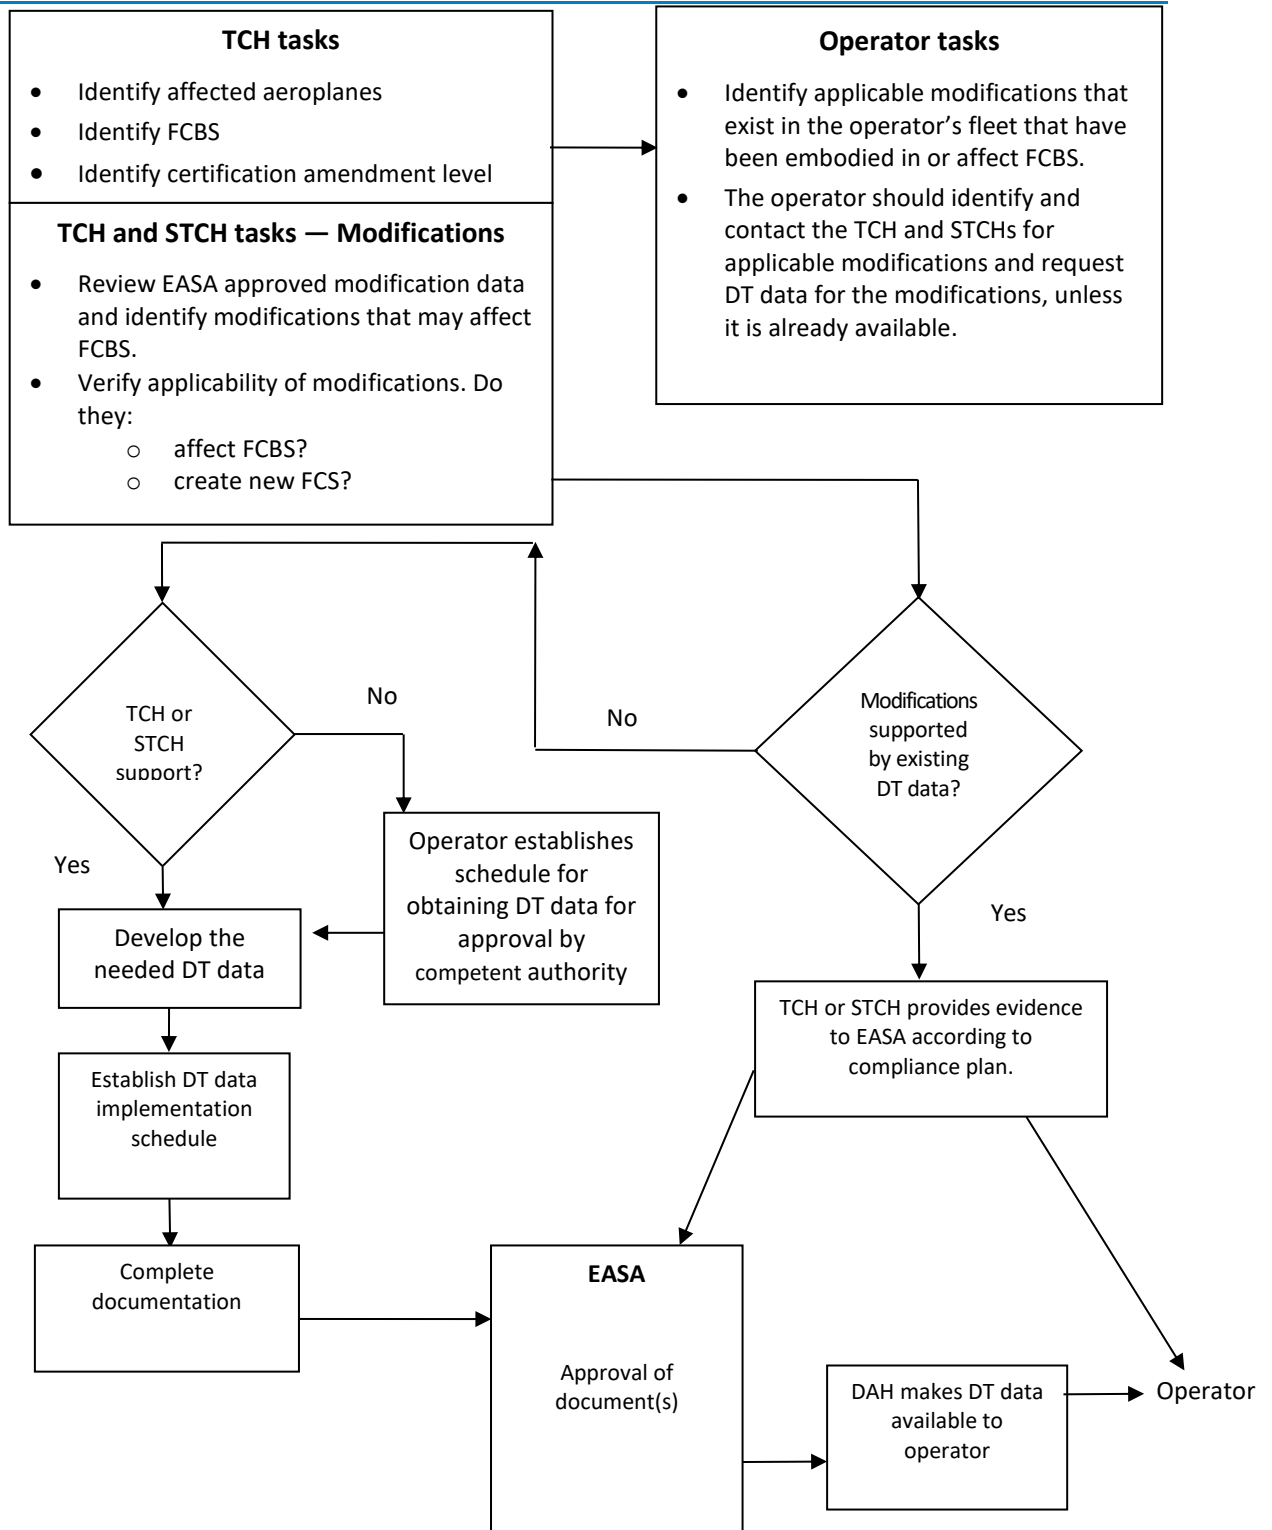 TCH tasks
• Identify affected aeroplanes
• Identify FCBS
• Identify certification amendment level
TCH and STCH tasks — Modifications
• Review EASA approved modification data
and identify modifications that may affect
FCBS.
• Verify applicability of modifications. Do
they:
o affect FCBS?
o create new FCS?
Operator tasks
• Identify applicable modifications that
exist in the operator’s fleet that have
been embodied in or affect FCBS.
• The operator should identify and
contact the TCH and STCHs for
applicable modifications and request
DT data for the modifications, unless
it is already available.
TCH or
STCH
support?
No
Yes
No
Modifications
supported
by existing
DT data?
Yes
Operator establishes
schedule for
obtaining DT data for
approval by
competent authority
Develop the
needed DT data
TCH or STCH provides evidence
to EASA according to
compliance plan.
Establish DT data
implementation
schedule
Complete
documentation
EASA
Approval of
document(s)
DAH makes DT data
available to
operator
Operator